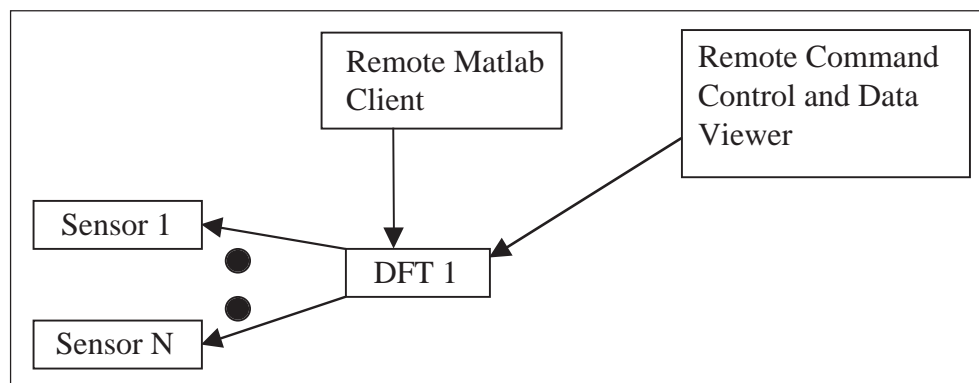 Remote Matlab
Client
Remote Command
Control and Data
Viewer
Sensor 1
DFT 1
Sensor N